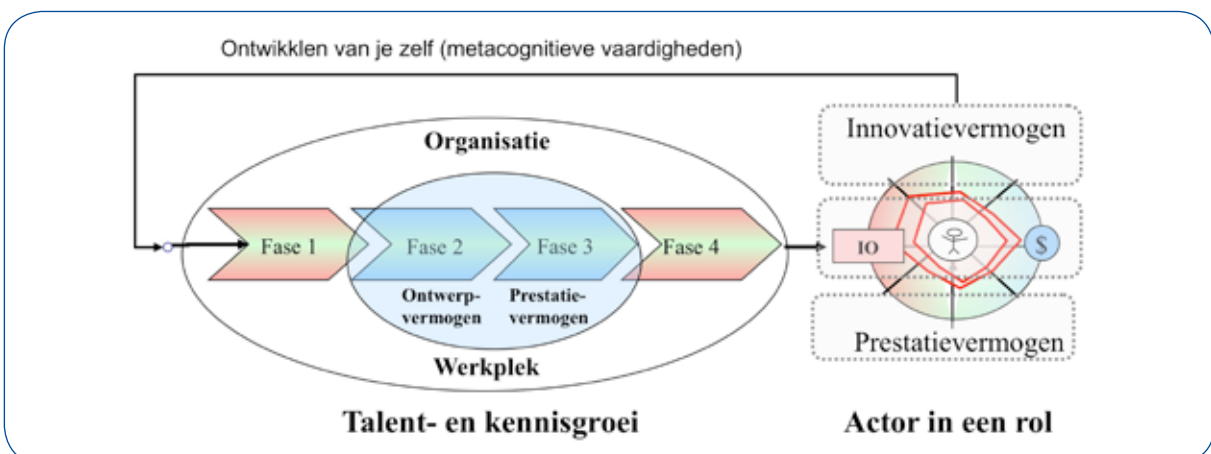 Ontwikklen van je zelf (metacognitieve vaardigheden)
Organisatie
Fase 1
Fase 2
Fase 3
Fase 4
Ontwerp-
vermogen
Prestatie-
vermogen
Werkplek
Talent- en kennisgroei
Innovatievermogen
IO
$
Prestatievermogen
Actor in een rol